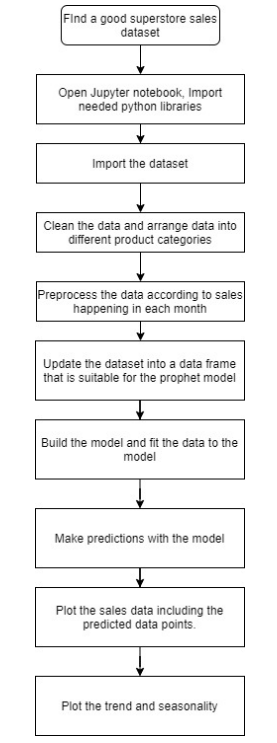 FInd a good superstore sales
dataset
Open Jupyter notebook, Import
needed python libraries
Import the dataset
Clean the data and arrange data into
different product categories
Preprocess the data according to sales
happening in each month
Update the dataset into a data frame
that is suitable for the prophet model
Build the model and fit the data to the
model
Make predictions with the model
Plot the sales data including the
predicted data points.
Plot the trend and seasonality